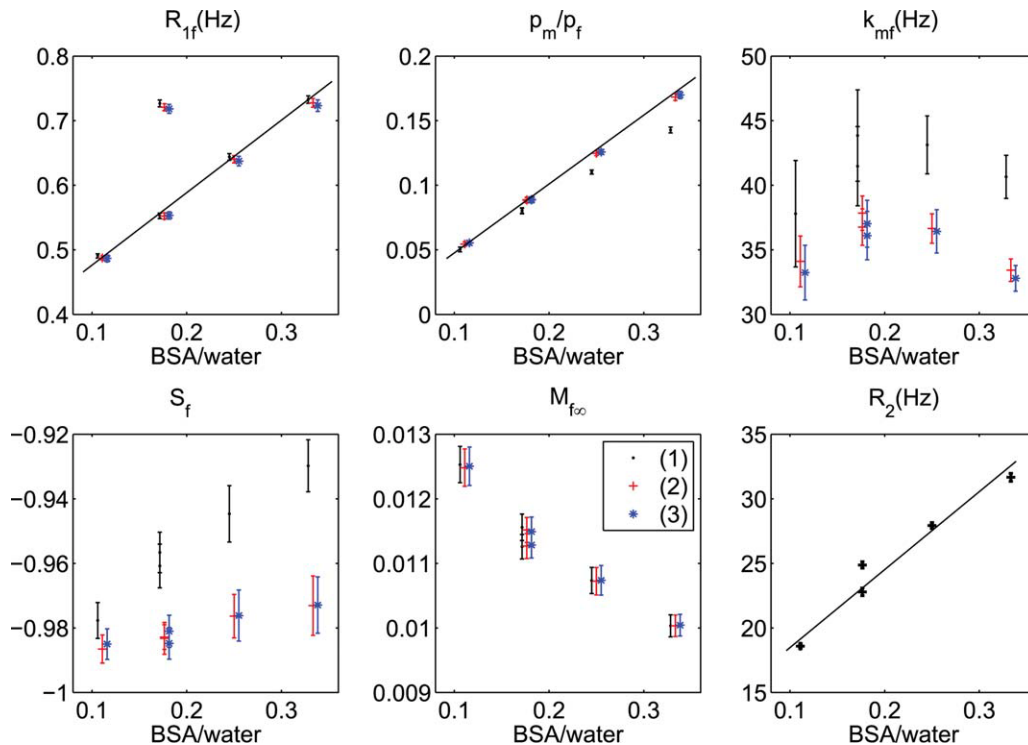 R1f(Hz) pm/pf kmf(Hz)
0.8 0.2 50
0.7 0.15 45
0.6 0.1 40
0.5 0.05 35
0.4 0 30
0.1 0.2 0.3 0.1 0.2 0.3 0.1 0.2 0.3
BSA/water BSA/water BSA/water
Sf Mf∞ R2(Hz)
−0.92 0.013 35
−0.94 0.012 30
−0.96 0.011 25
−0.98 0.01 20
−1 0.009 15
(1)
(2)
(3)
0.1 0.2 0.3 0.1 0.2 0.3 0.1 0.2 0.3
BSA/water BSA/water BSA/water